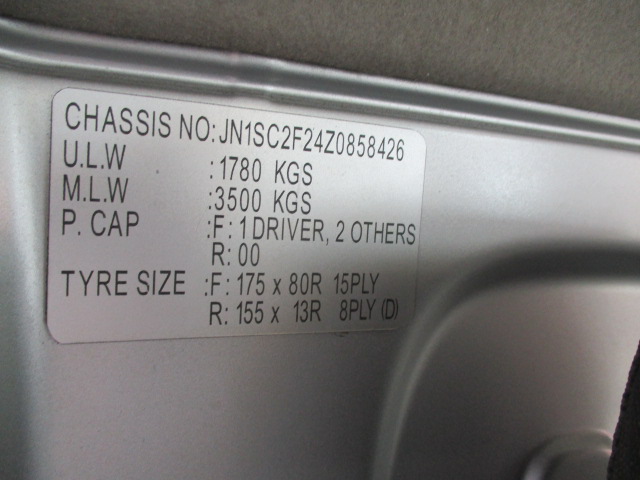 CHASSIS NO: JN1SC2F24Z0858426
U.L.W :1780 KGS
M.L.W :3500 KGS
P. CAP :F: 1 DRIVER, 2 OTHERS
R: 00
TYRE SIZE :F: 175 x 80R 15PLY
R: 155 x 13R 8PLY (D)